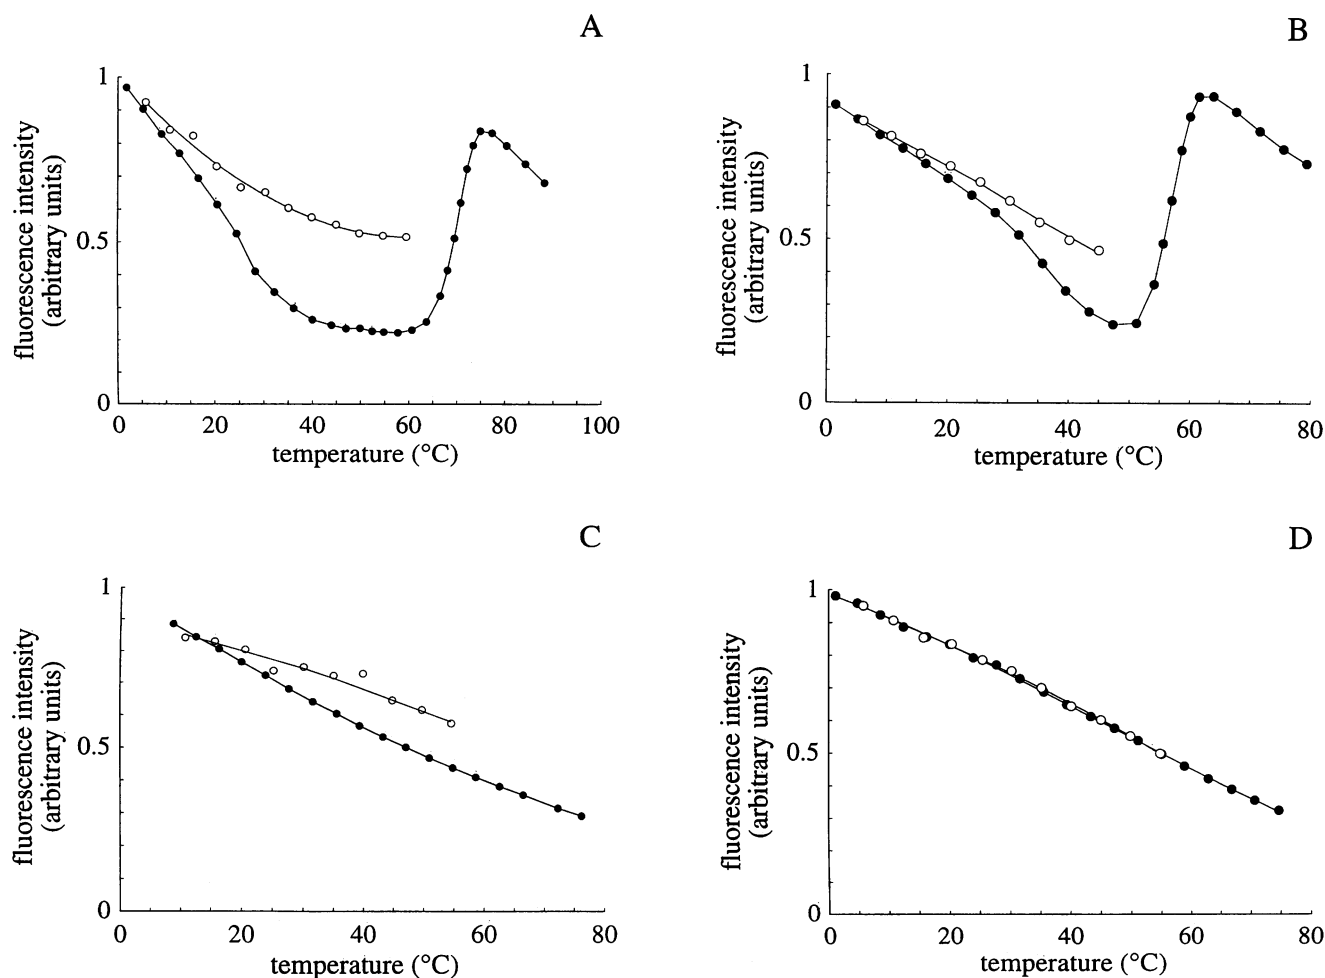 A
1
0.5
0
fluorescence intensity
(arbitrary units)
0 20 40 60 80 100
temperature (°C)
B
1
0.5
0
fluorescence intensity
(arbitrary units)
0 20 40 60 80
temperature (°C)
C
1
0.5
0
fluorescence intensity
(arbitrary units)
0 20 40 60 80
temperature (°C)
D
1
0.5
0
fluorescence intensity
(arbitrary units)
0 20 40 60 80
temperature (°C)